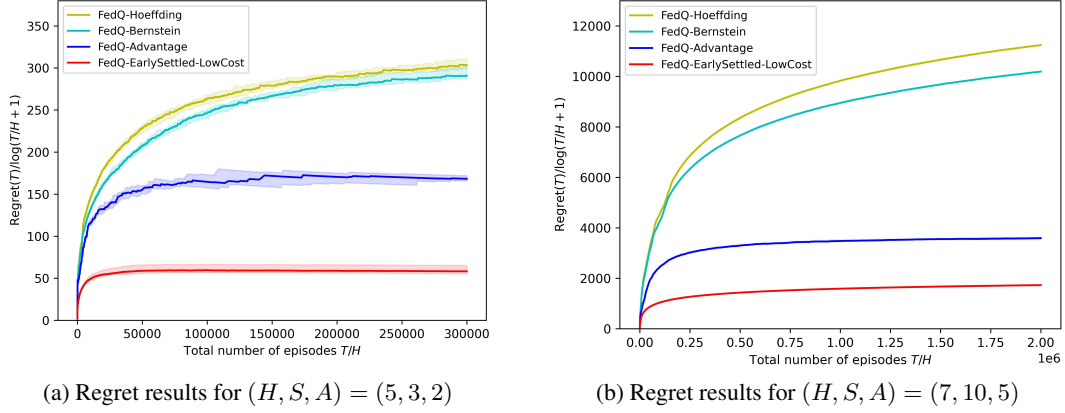 FedQ-Hoeffding
FedQ-Bernstein
FedQ-Advantage
FedQ-EarlySettled-LowCost
Regret(T)/log(T/H + 1)
350
300
250
200
150
100
50
0
0
50000
100000
150000
200000
250000
300000
Total number of episodes T/H
(a) Regret results for (H, S, A) = (5, 3, 2)
FedQ-Hoeffding
FedQ-Bernstein
FedQ-Advantage
FedQ-EarlySettled-LowCost
Regret(T)/log(T/H + 1)
12000
10000
8000
6000
4000
2000
0
0.00
0.25
0.50
0.75
1.00
1.25
1.50
1.75
2.00
1e6
Total number of episodes T/H
(b) Regret results for (H, S, A) = (7, 10, 5)